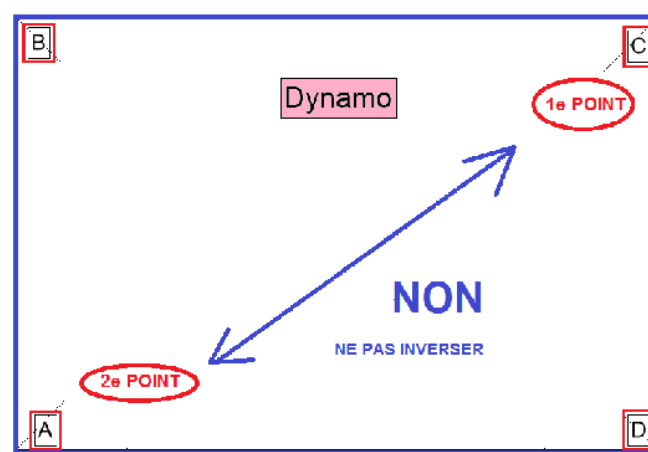 B
C
Dynamo
1e POINT
NON
NE PAS INVERSER
2e POINT
A
D